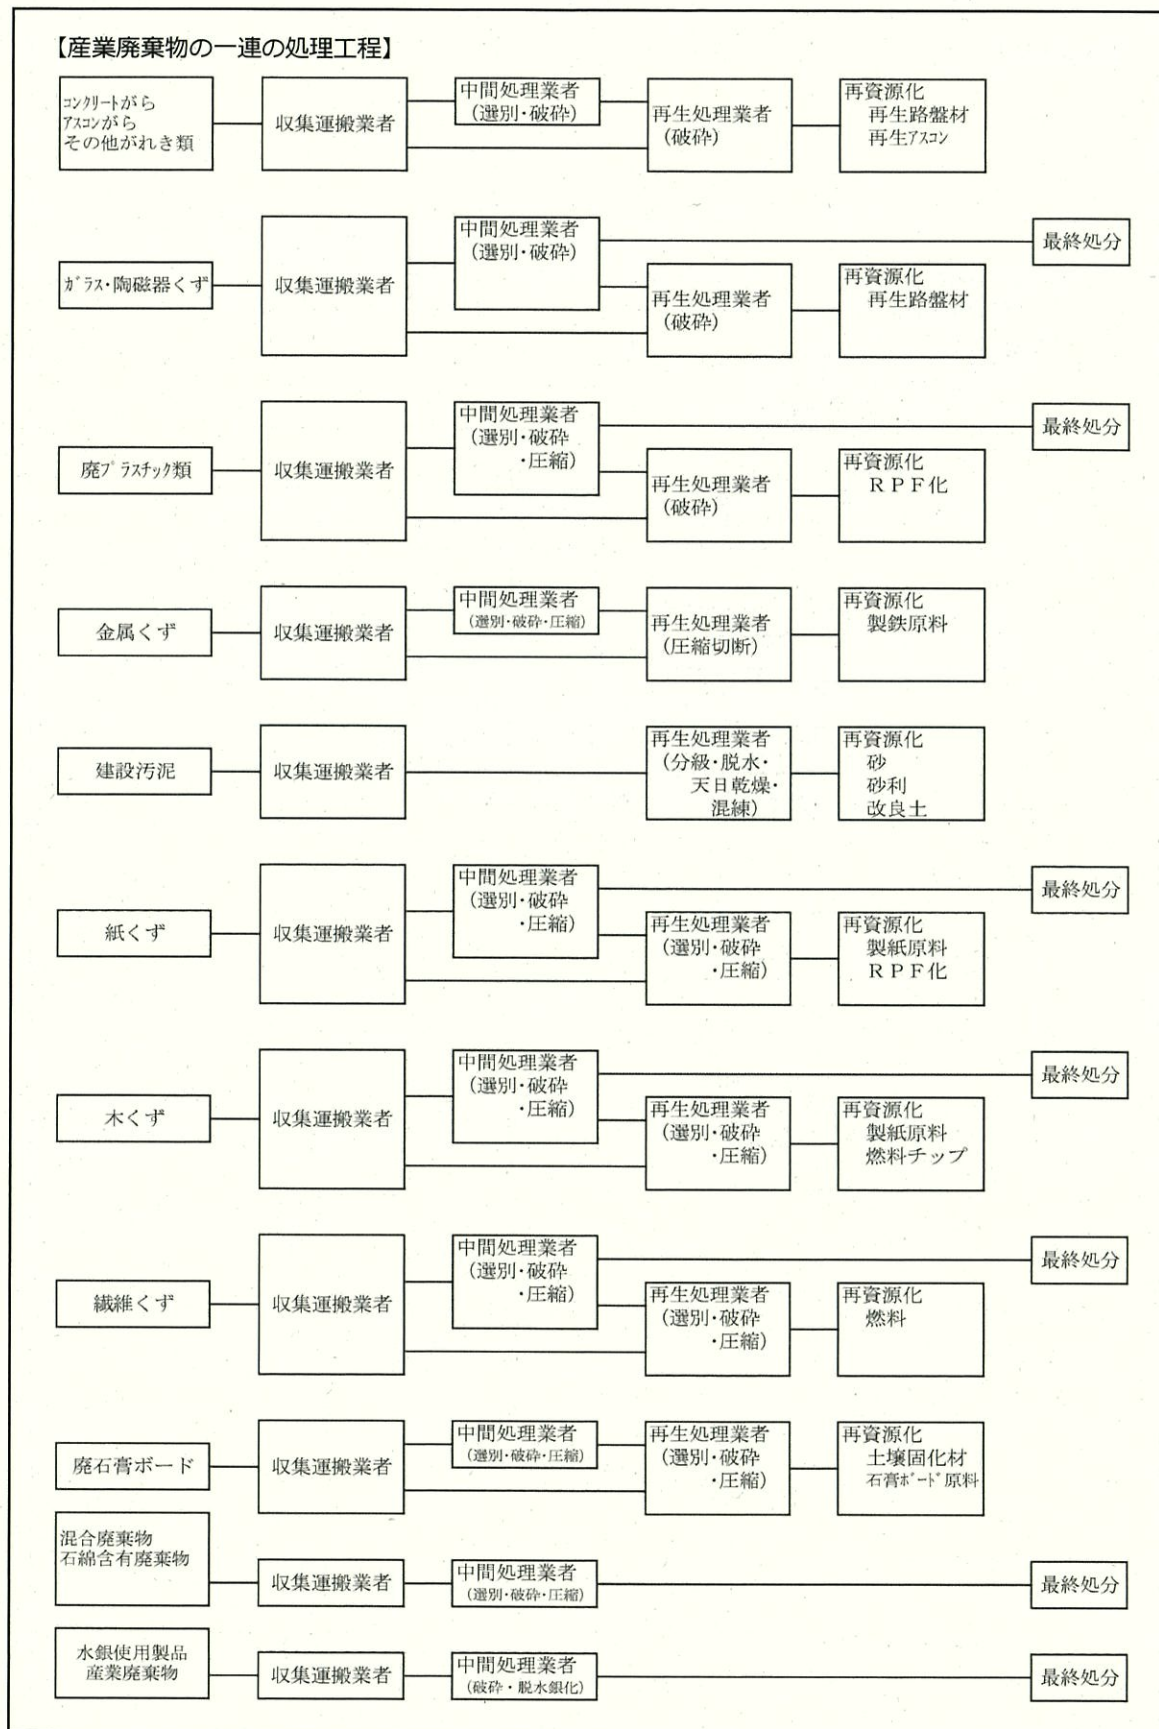 【産業廃棄物の一連の処理工程】
コンクリートがら
アスコンがら
その他がれき類
収集運搬業者
中間処理業者
(選別・破砕)
再生処理業者
(破砕)
再資源化
再生路盤材
再生アスコン
ガラス・陶磁器くず
収集運搬業者
中間処理業者
(選別・破砕)
再生処理業者
(破砕)
再資源化
再生路盤材
最終処分
廃プラスチック類
収集運搬業者
中間処理業者
(選別・破砕
・圧縮)
再生処理業者
(破砕)
再資源化
RPF化
最終処分
金属くず
収集運搬業者
中間処理業者
(選別・破砕・圧縮)
再生処理業者
(圧縮切断)
再資源化
製鉄原料
建設汚泥
収集運搬業者
再生処理業者
(分級・脱水・
天日乾燥・
混練)
再資源化
砂
砂利
改良土
紙くず
収集運搬業者
中間処理業者
(選別・破砕
・圧縮)
再生処理業者
(選別・破砕
・圧縮)
再資源化
製紙原料
RPF化
最終処分
木くず
収集運搬業者
中間処理業者
(選別・破砕
・圧縮)
再生処理業者
(選別・破砕
・圧縮)
再資源化
製紙原料
燃料チップ
最終処分
繊維くず
収集運搬業者
中間処理業者
(選別・破砕
・圧縮)
再生処理業者
(選別・破砕
・圧縮)
再資源化
燃料
最終処分
廃石膏ボード
収集運搬業者
中間処理業者
(選別・破砕・圧縮)
再生処理業者
(選別・破砕
・圧縮)
再資源化
土壌固化材
石膏ボード原料
混合廃棄物
石綿含有廃棄物
収集運搬業者
中間処理業者
(選別・破砕・圧縮)
最終処分
水銀使用製品
産業廃棄物
収集運搬業者
中間処理業者
(破砕・脱水銀化)
最終処分